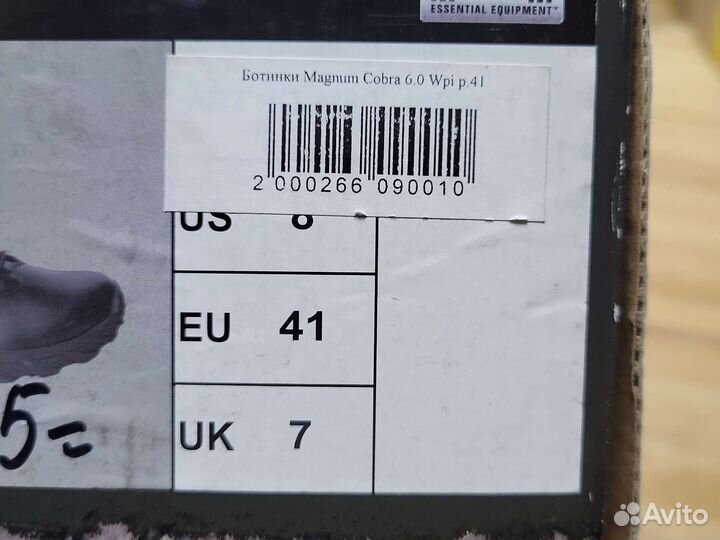 ESSENTIAL EQUIPMENT™
Ботинки Magnum Cobra 6.0 Wpi р.41
2 000266 090010
US 8
EU 41
UK 7
5=
Avito